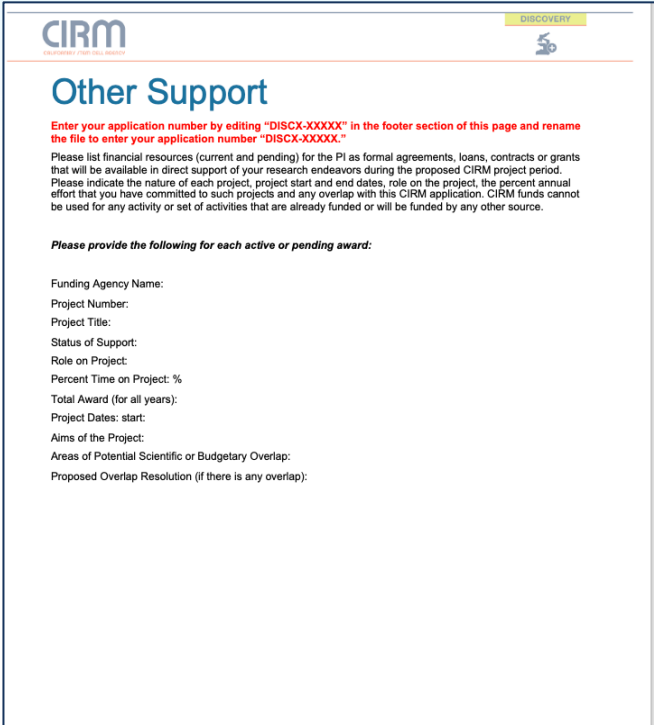 DISCOVERY
CIRM
CALIFORNIA'S STEM CELL AGENCY
Other Support
Enter your application number by editing “DISCX-XXXXX” in the footer section of this page and rename
the file to enter your application number “DISCX-XXXXX.”
Please list financial resources (current and pending) for the PI as formal agreements, loans, contracts or grants
that will be available in direct support of your research endeavors during the proposed CIRM project period.
Please indicate the nature of each project, project start and end dates, role on the project, the percent annual
effort that you have committed to such projects and any overlap with this CIRM application. CIRM funds cannot
be used for any activity or set of activities that are already funded or will be funded by any other source.
Please provide the following for each active or pending award:
Funding Agency Name:
Project Number:
Project Title:
Status of Support:
Role on Project:
Percent Time on Project: %
Total Award (for all years):
Project Dates: start:
Aims of the Project:
Areas of Potential Scientific or Budgetary Overlap:
Proposed Overlap Resolution (if there is any overlap):